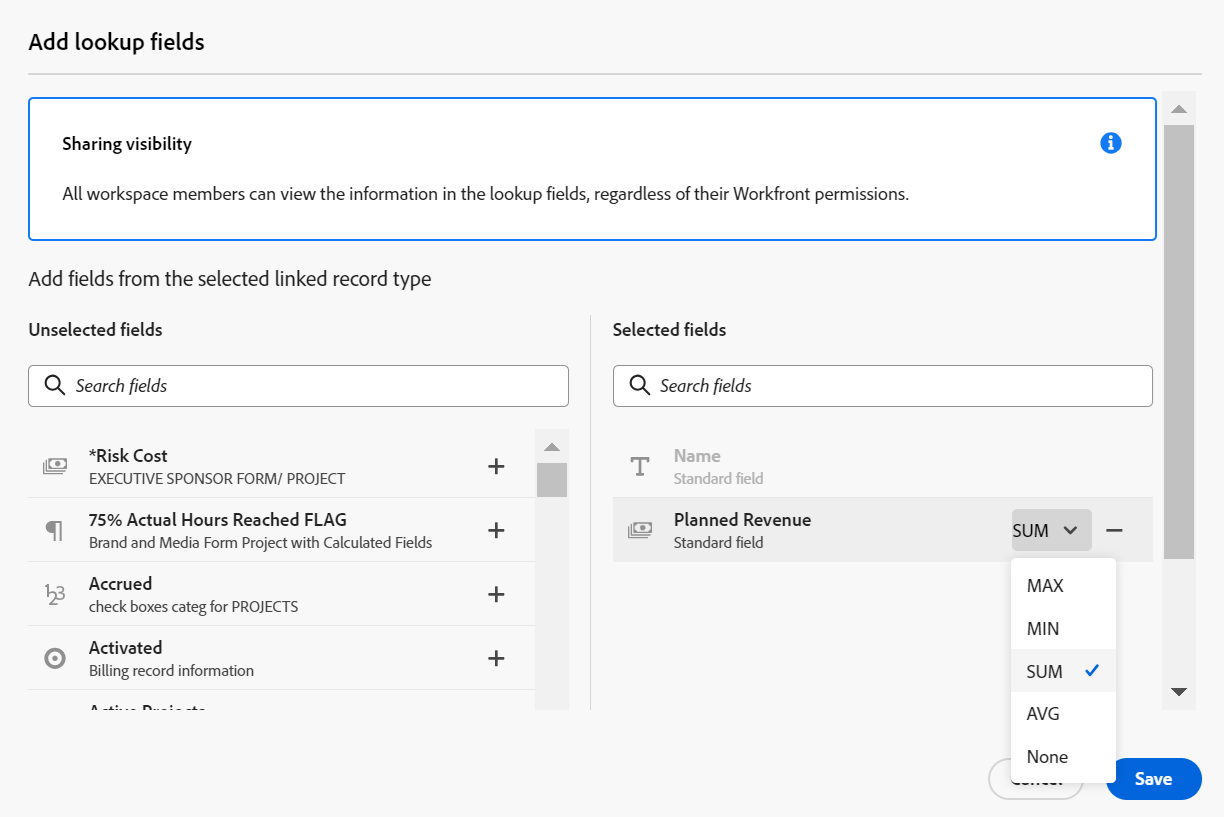 Add lookup fields
Sharing visibility
All workspace members can view the information in the lookup fields, regardless of their Workfront permissions.
Add fields from the selected linked record type
Unselected fields
Search fields
*Risk Cost
EXECUTIVE SPONSOR FORM/ PROJECT
75% Actual Hours Reached FLAG
Brand and Media Form Project with Calculated Fields
Accrued
check boxes categ for PROJECTS
Activated
Billing record information
Active Projects
Selected fields
Search fields
Name
Standard field
Planned Revenue
Standard field
SUM
MAX
MIN
SUM
AVG
None
Cancel
Save